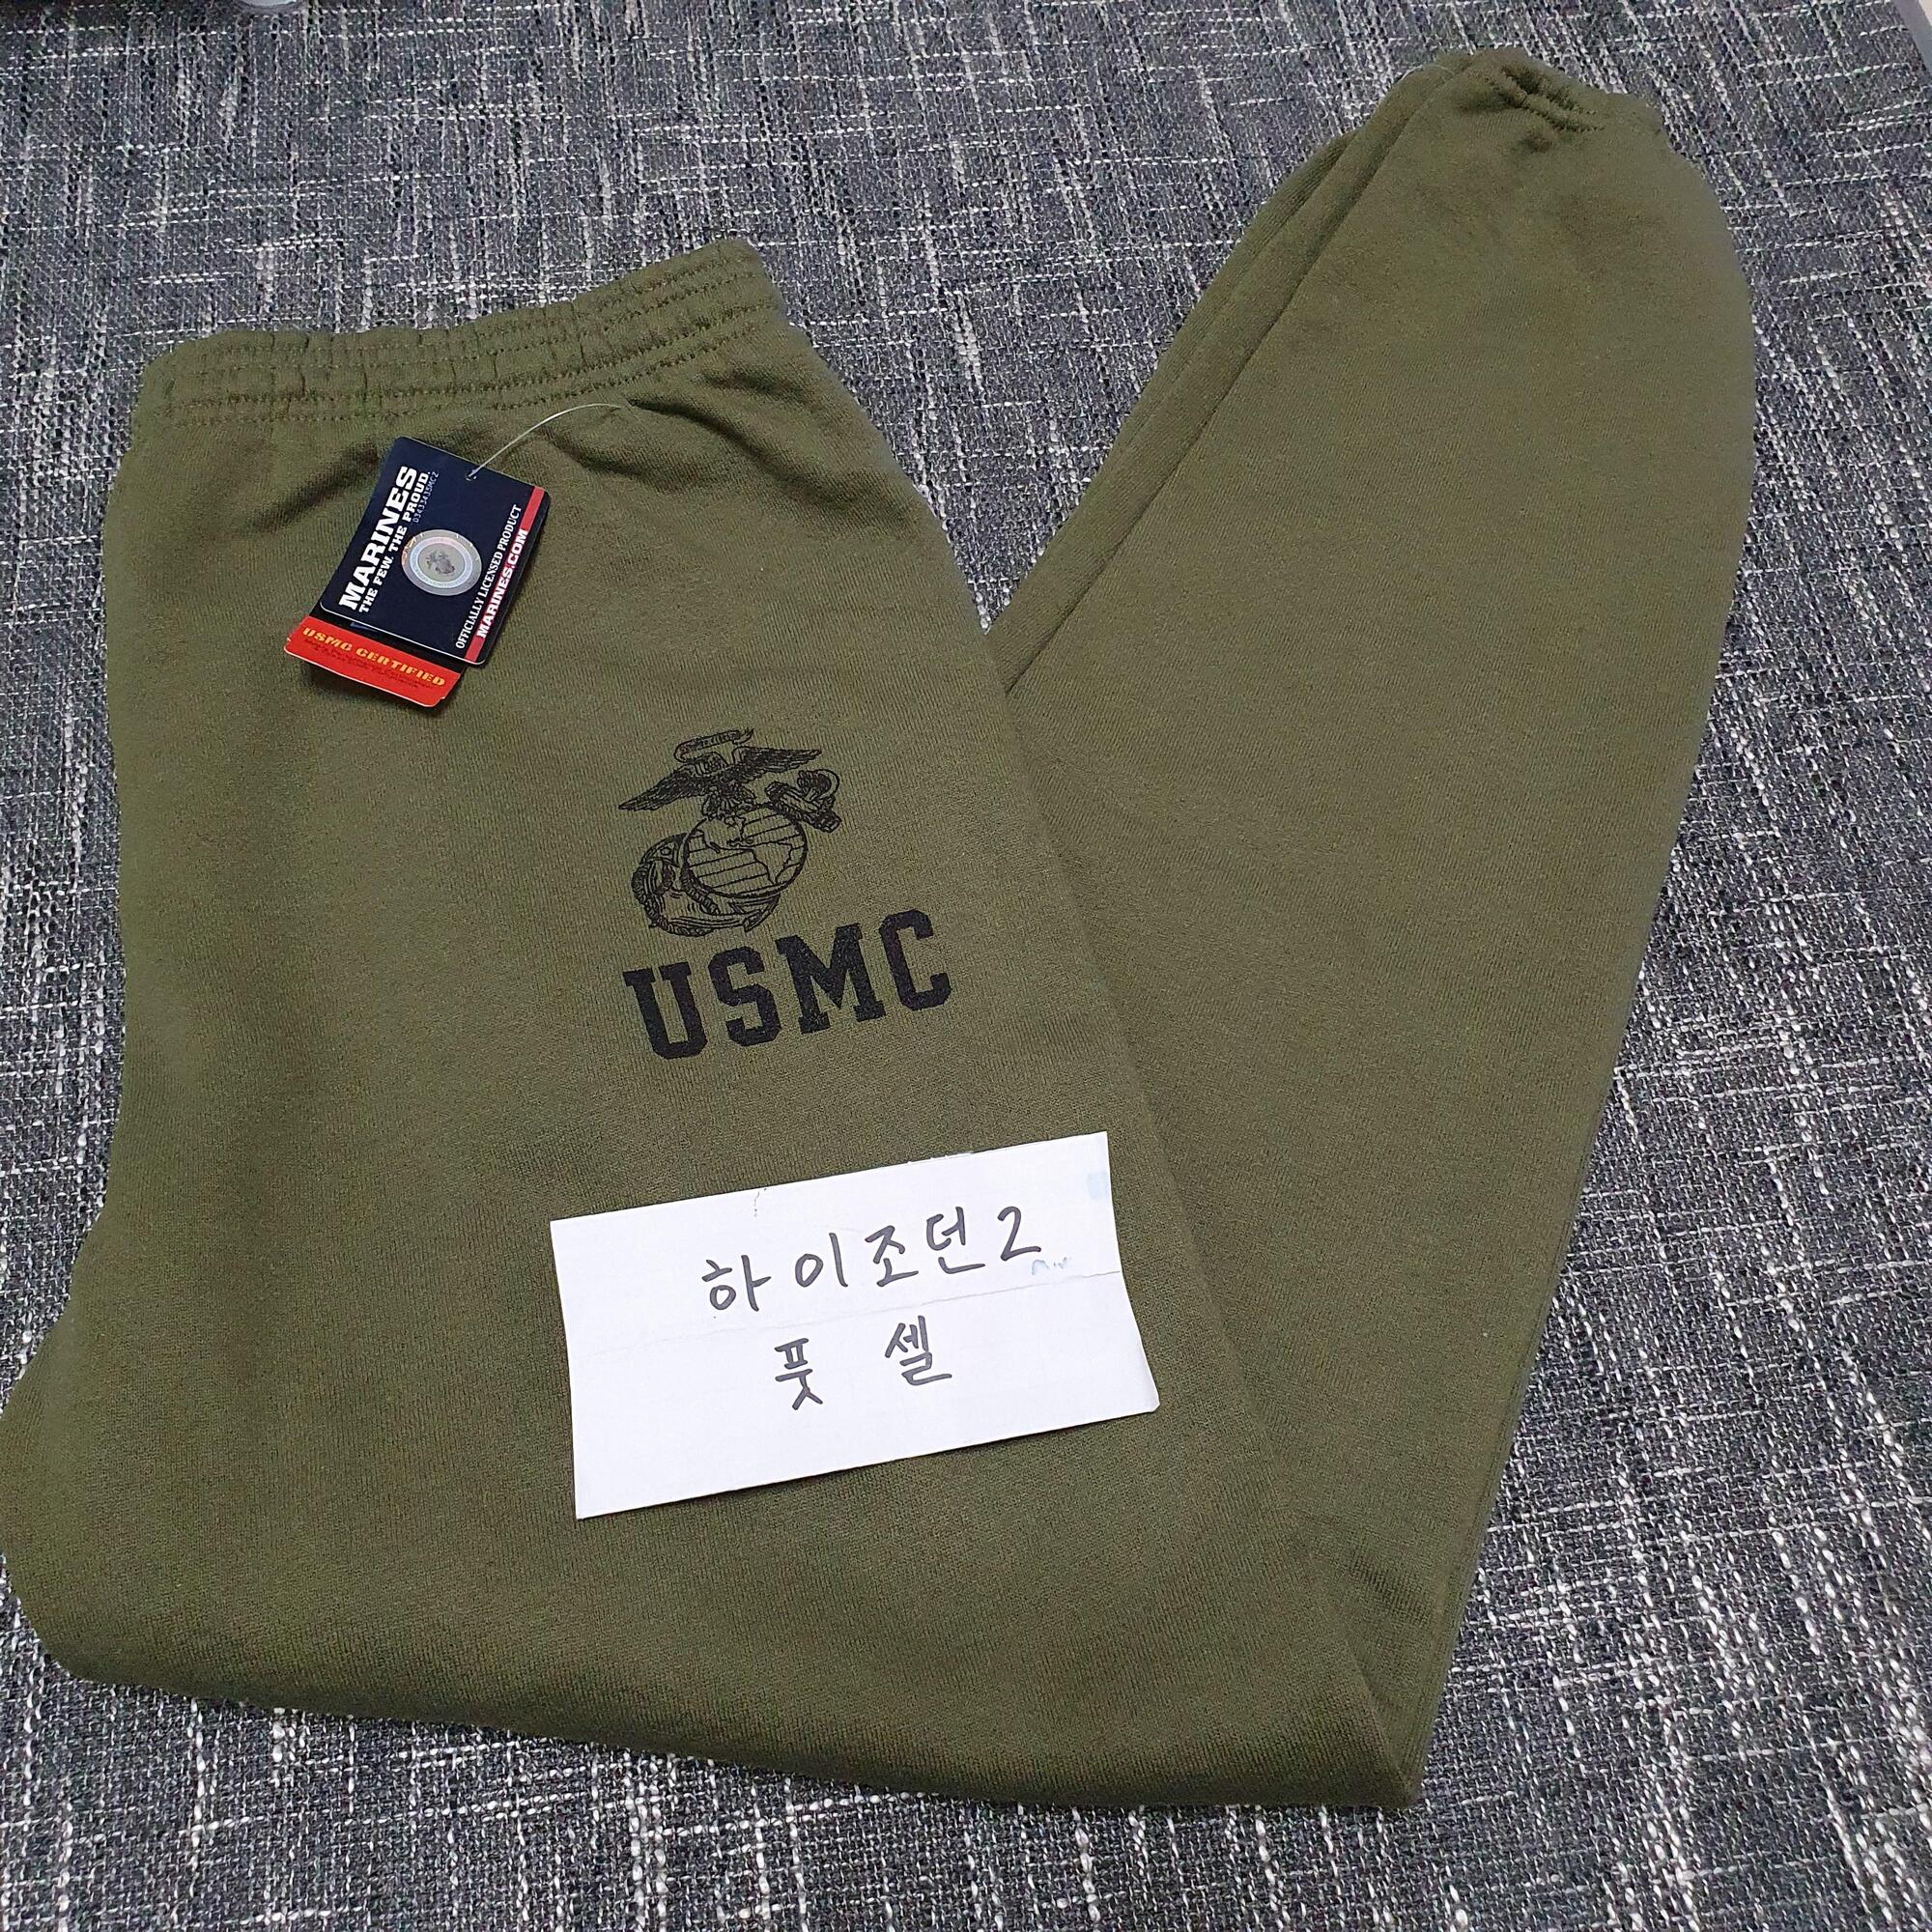 MARINES
THE FEW. THE PROUD.
OFFICIALLY LICENSED PRODUCT
MARINES.COM
USMC CERTIFIED
USMC
하이조던2
풋셀